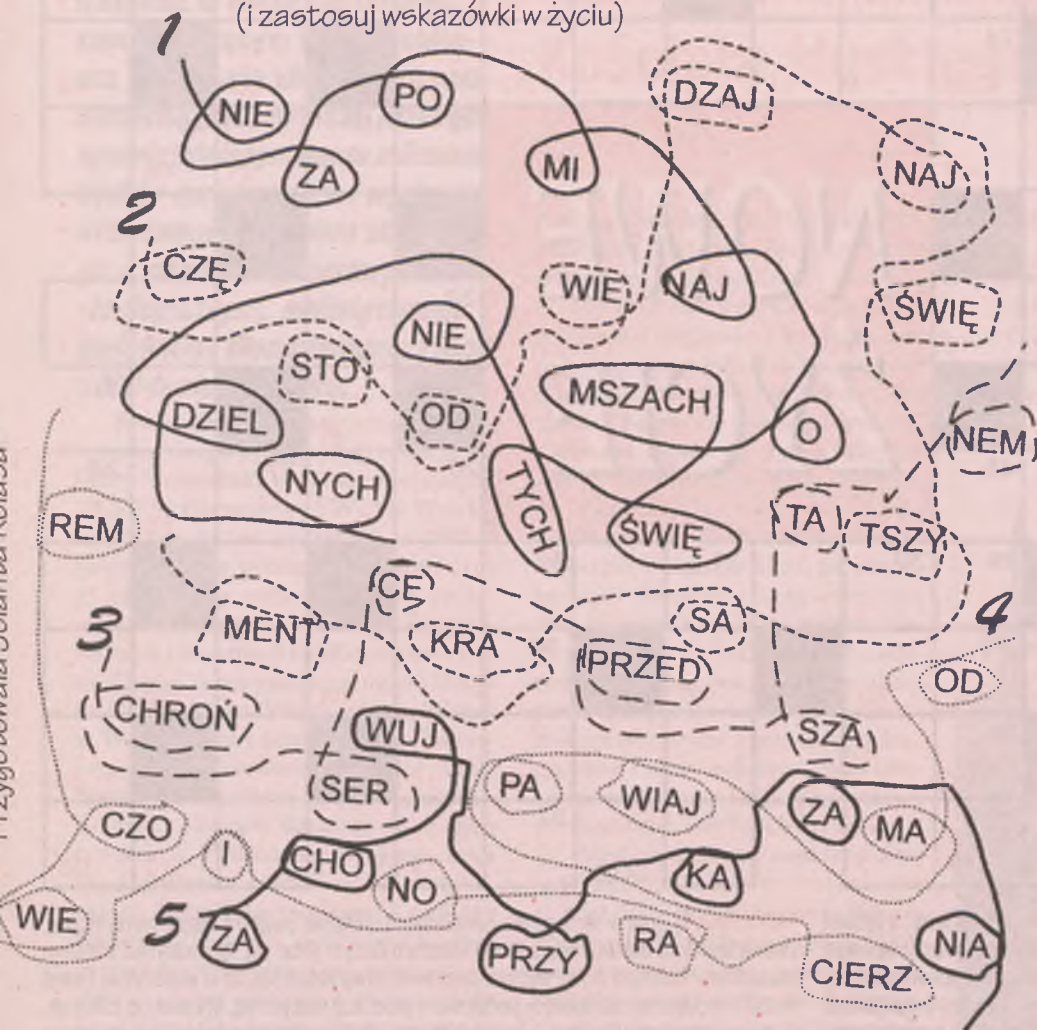 (i zastosuj wskazówki w życiu)
1
NIE
PO
ZA
MI
DZAJ
NAJ
2
CZĘ
WIE
NAJ
ŚWIĘ
NIE
STO
MSZACH
DZIEL
OD
O
NEM
NYCH
TYCH
TA
TSZY
REM
ŚWIĘ
CE
SA
4
3
MENT
KRA
PRZED
OD
CHROŃ
WUJ
SZA
SER
PA
WIAJ
ZA
MA
CZO
I
CHO
NO
KA
WIE
5
ZA
PRZY
RA
CIERZ
NIA